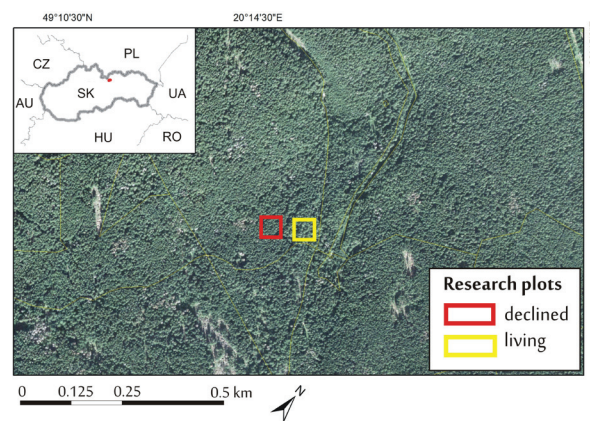 49°10'30"N 20°14'30"E
CZ PL
SK UA
AU
HU RO
Research plots
declined
living
0 0.125 0.25 0.5 km
N